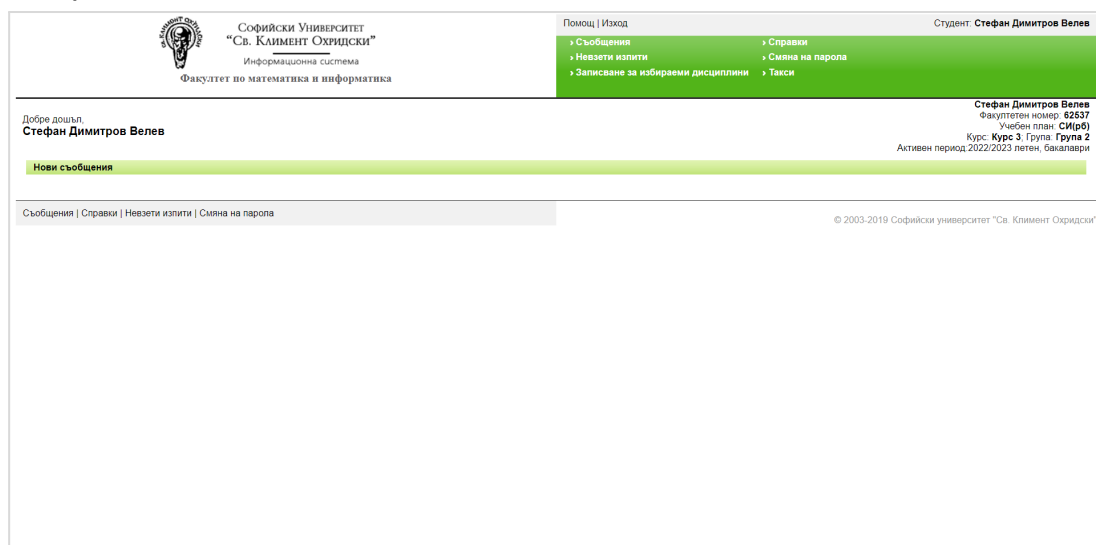 Софийски Университет
“Св. Климент Охридски”
Информационна система
Факултет по математика и информатика
Помощ | Изход
Студент: Стефан Димитров Велев
› Съобщения
› Справки
› Невзети изпити
› Смяна на парола
› Записване за избираеми дисциплини
› Такси
Добре дошъл,
Стефан Димитров Велев
Стефан Димитров Велев
Факултетен номер: 62537
Учебен план: СИ(рб)
Курс: Курс 3; Група: Група 2
Активен период:2022/2023 летен, бакалаври
Нови съобщения
Съобщения | Справки | Невзети изпити | Смяна на парола
© 2003-2019 Софийски университет "Св. Климент Охридски"